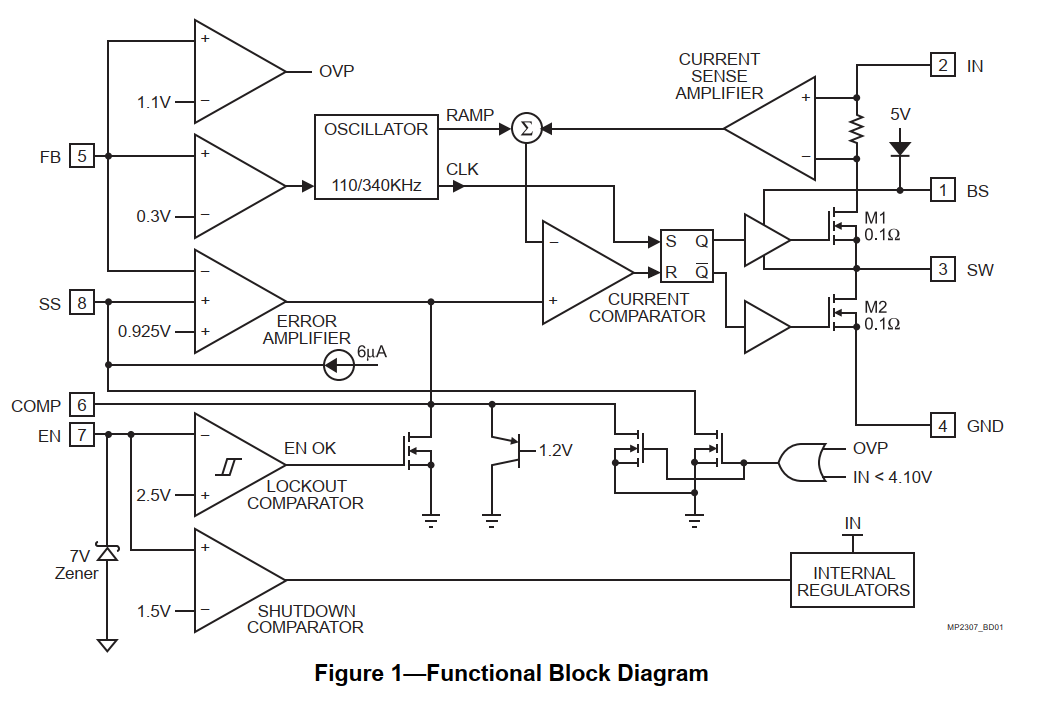 +
OVP
1.1V
–
CURRENT
SENSE
AMPLIFIER
+
–
2 IN
5V
FB 5
+
0.3V
–
OSCILLATOR
110/340KHz
RAMP
Σ
CLK
1 BS
M1
0.1Ω
S Q
R Q̅
3 SW
M2
0.1Ω
–
+
CURRENT
COMPARATOR
SS 8
–
+
0.925V
+
ERROR
AMPLIFIER
6µA
COMP 6
EN 7
–
EN OK
2.5V
+
LOCKOUT
COMPARATOR
1.2V
4 GND
OVP
IN < 4.10V
7V
Zener
+
1.5V
–
SHUTDOWN
COMPARATOR
IN
INTERNAL
REGULATORS
MP2307_BD01
Figure 1—Functional Block Diagram